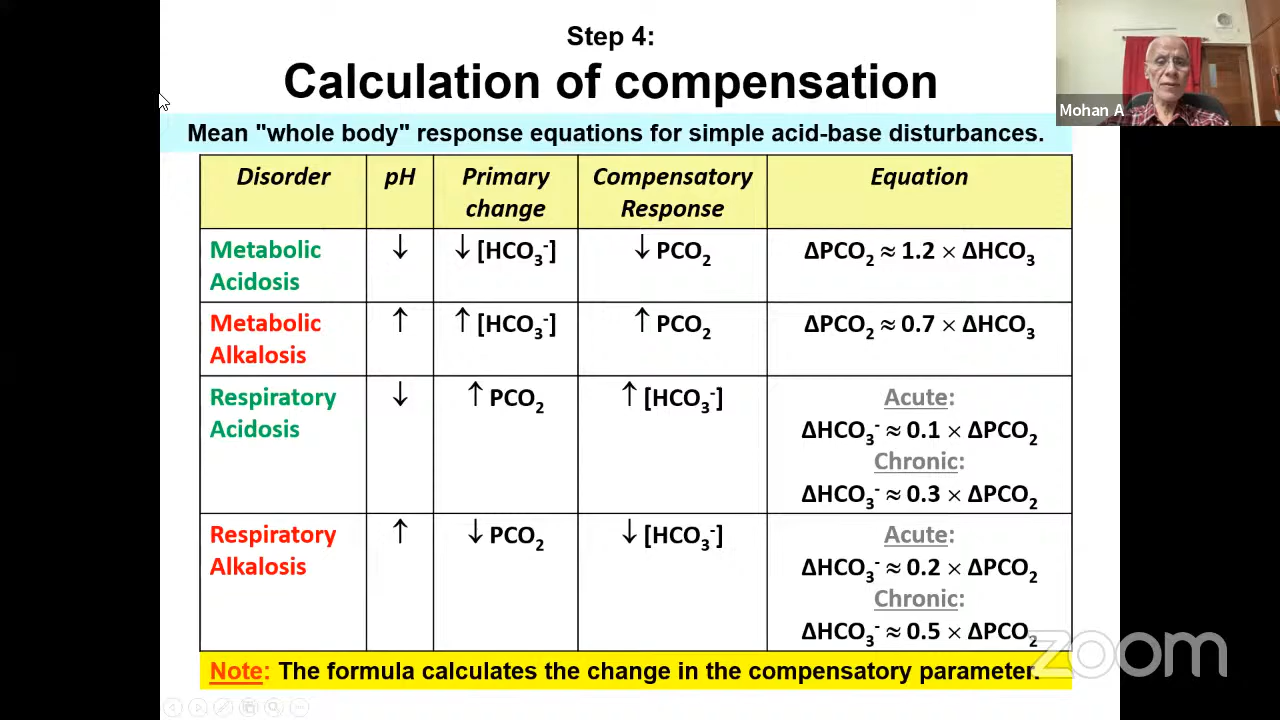 Step 4:
Calculation of compensation
Mohan A
Mean "whole body" response equations for simple acid-base disturbances.
Disorder
pH
Primary
change
Compensatory
Response
Equation
Metabolic
Acidosis
↓
↓ [HCO₃⁻]
↓ PCO₂
ΔPCO₂ ≈ 1.2 × ΔHCO₃
Metabolic
Alkalosis
↑
↑ [HCO₃⁻]
↑ PCO₂
ΔPCO₂ ≈ 0.7 × ΔHCO₃
Respiratory
Acidosis
↓
↑ PCO₂
↑ [HCO₃⁻]
Acute:
ΔHCO₃⁻ ≈ 0.1 × ΔPCO₂
Chronic:
ΔHCO₃⁻ ≈ 0.3 × ΔPCO₂
Respiratory
Alkalosis
↑
↓ PCO₂
↓ [HCO₃⁻]
Acute:
ΔHCO₃⁻ ≈ 0.2 × ΔPCO₂
Chronic:
ΔHCO₃⁻ ≈ 0.5 × ΔPCO₂
zoom
Note: The formula calculates the change in the compensatory parameter.